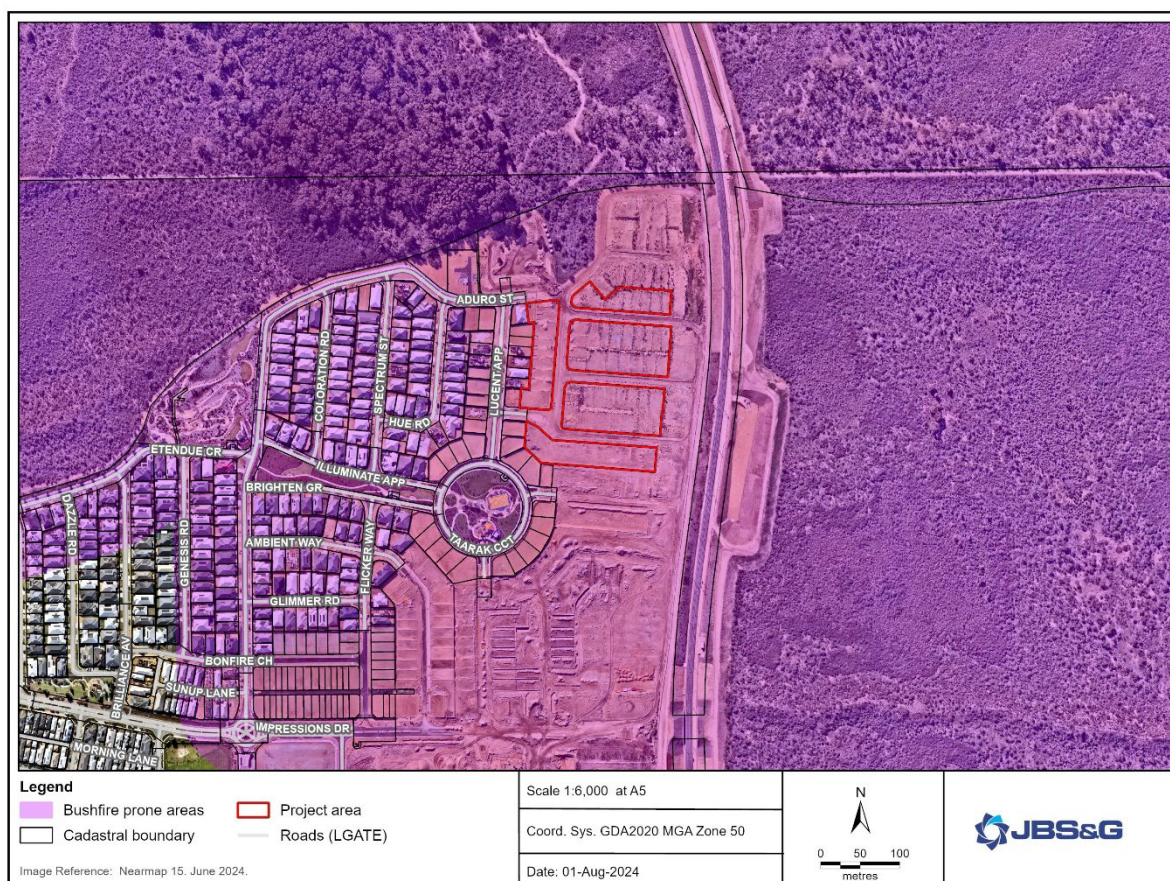 ADURO ST
COLORATION RD
SPECTRUM ST
LUCENT APP
HUE RD
ETENDUE CR
ILLUMINATE APP
BRIGHTEN GR
DAZZLE RD
GENESIS RD
AMBIENT WAY
FLICKER WAY
TAARAK CCT
GLIMMER RD
BONFIRE CH
BRILLIANCE AV
SUNUP LANE
IMPRESSIONS DR
MORNING LANE
Legend
Bushfire prone areas
Project area
Cadastral boundary
Roads (LGATE)
Image Reference: Nearmap 15. June 2024.
Scale 1:6,000 at A5
Coord. Sys. GDA2020 MGA Zone 50
Date: 01-Aug-2024
N
0 50 100
metres
JBS&G